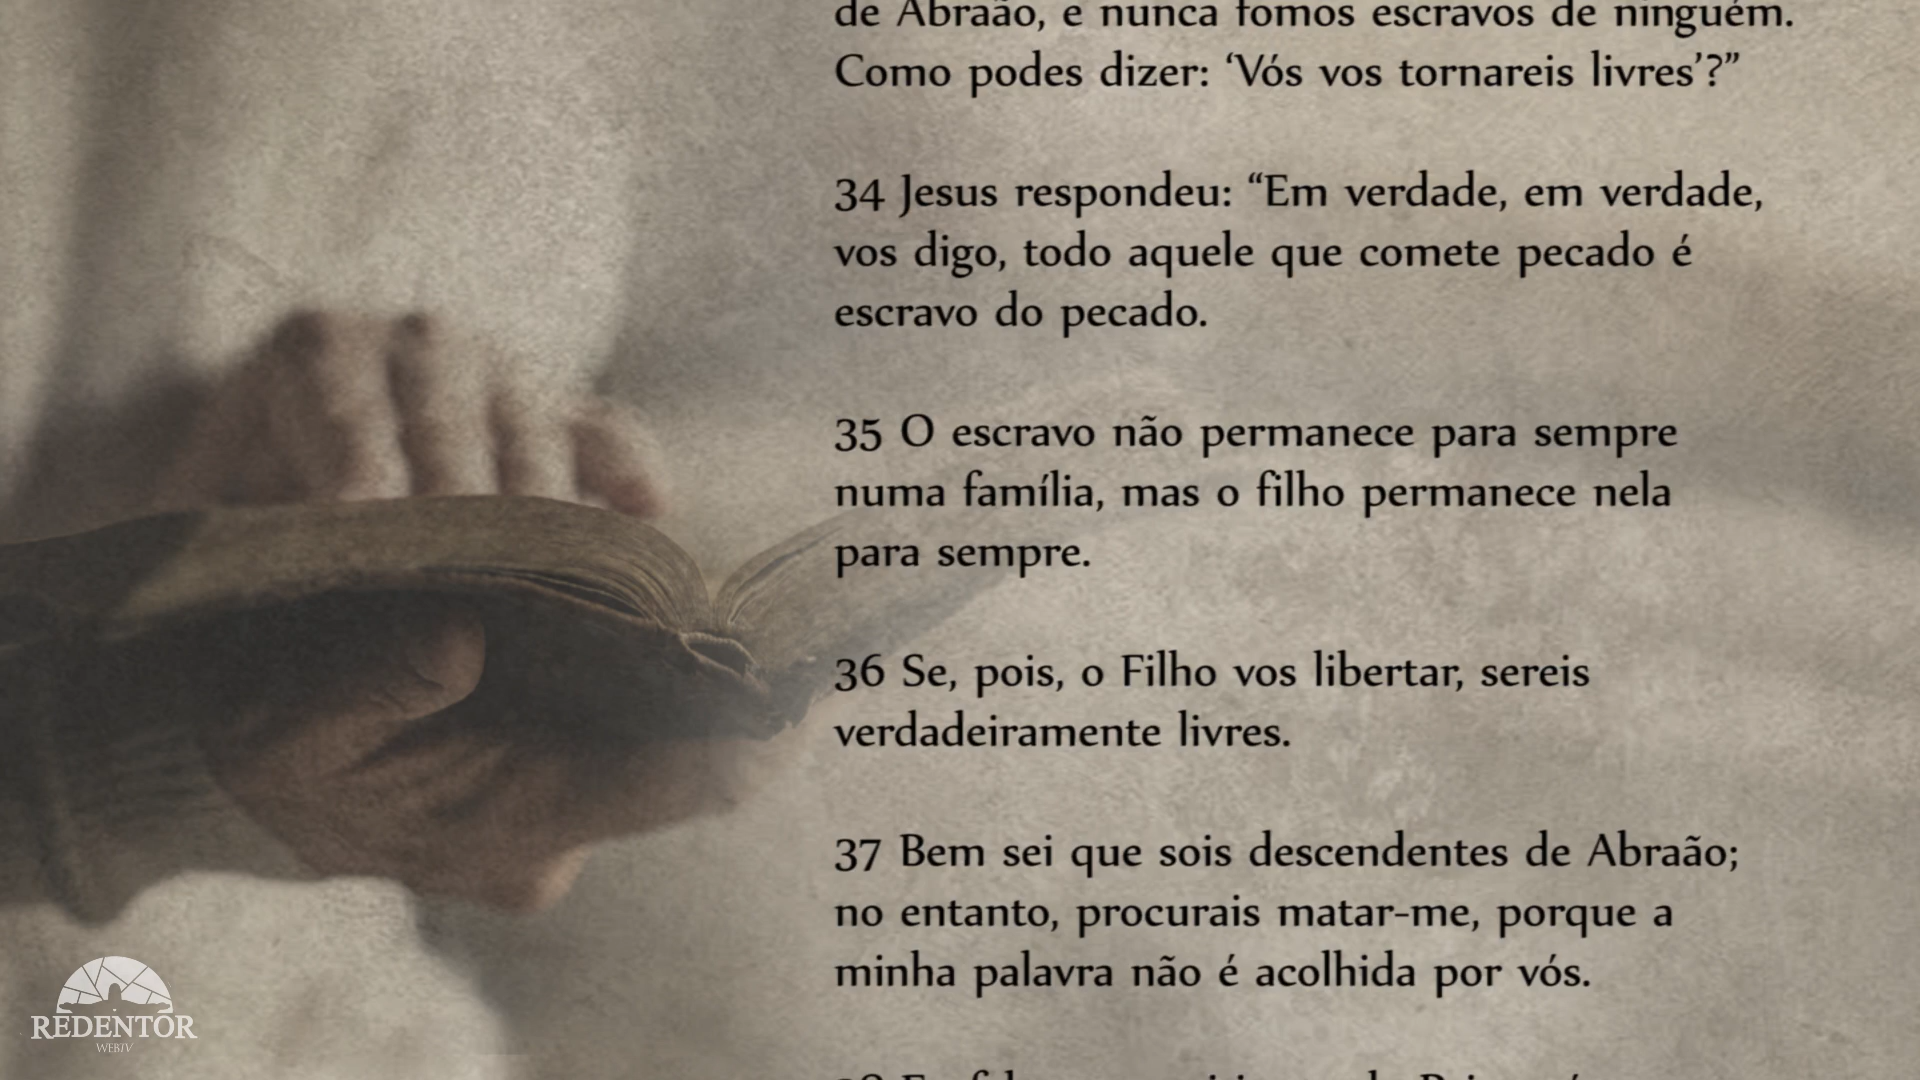 de Abraão, e nunca fomos escravos de ninguém.
Como podes dizer: ‘Vós vos tornareis livres’?”
34 Jesus respondeu: “Em verdade, em verdade,
vos digo, todo aquele que comete pecado é
escravo do pecado.
35 O escravo não permanece para sempre
numa família, mas o filho permanece nela
para sempre.
36 Se, pois, o Filho vos libertar, sereis
verdadeiramente livres.
37 Bem sei que sois descendentes de Abraão;
no entanto, procurais matar-me, porque a
minha palavra não é acolhida por vós.
REDENTOR
WEBTV